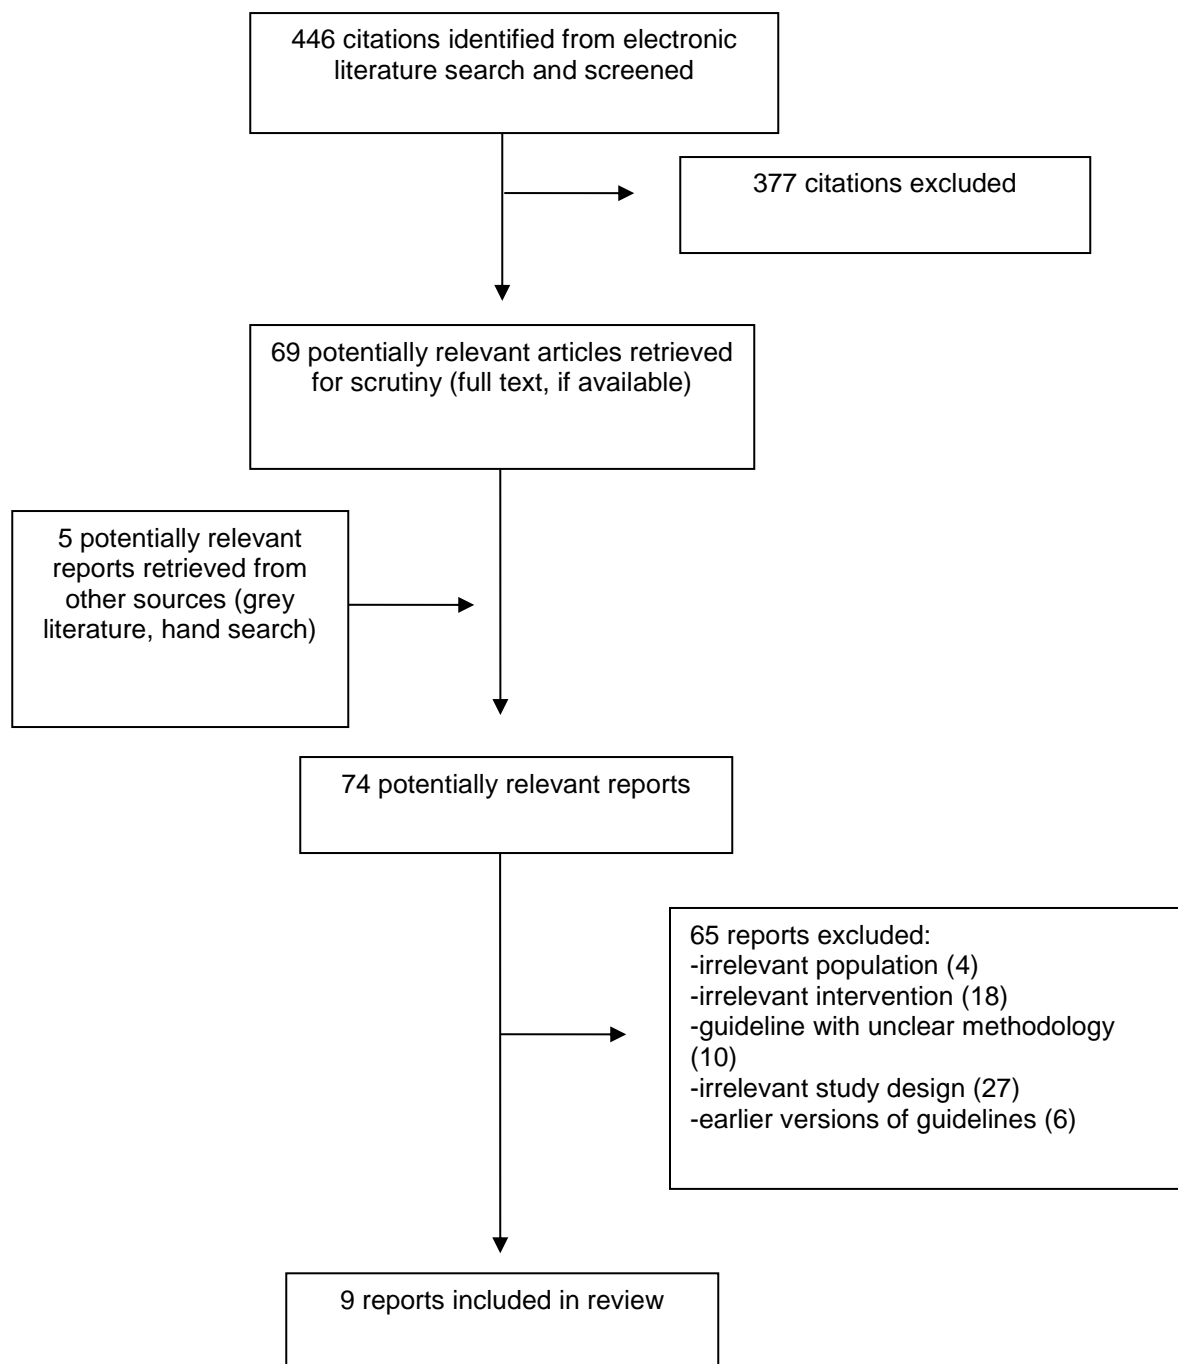 446 citations identified from electronic
literature search and screened
377 citations excluded
69 potentially relevant articles retrieved
for scrutiny (full text, if available)
5 potentially relevant
reports retrieved from
other sources (grey
literature, hand search)
74 potentially relevant reports
65 reports excluded:
-irrelevant population (4)
-irrelevant intervention (18)
-guideline with unclear methodology
(10)
-irrelevant study design (27)
-earlier versions of guidelines (6)
9 reports included in review